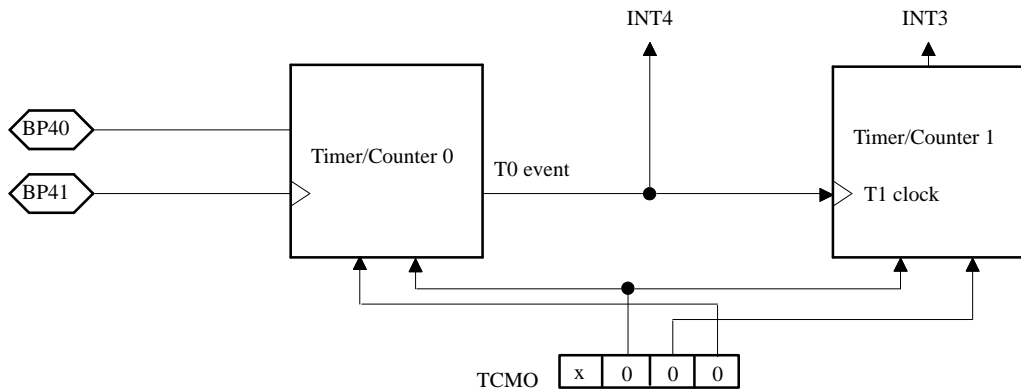 INT4
INT3
BP40
Timer/Counter 0
Timer/Counter 1
T0 event
BP41
T1 clock
TCMO
x 0 0 0